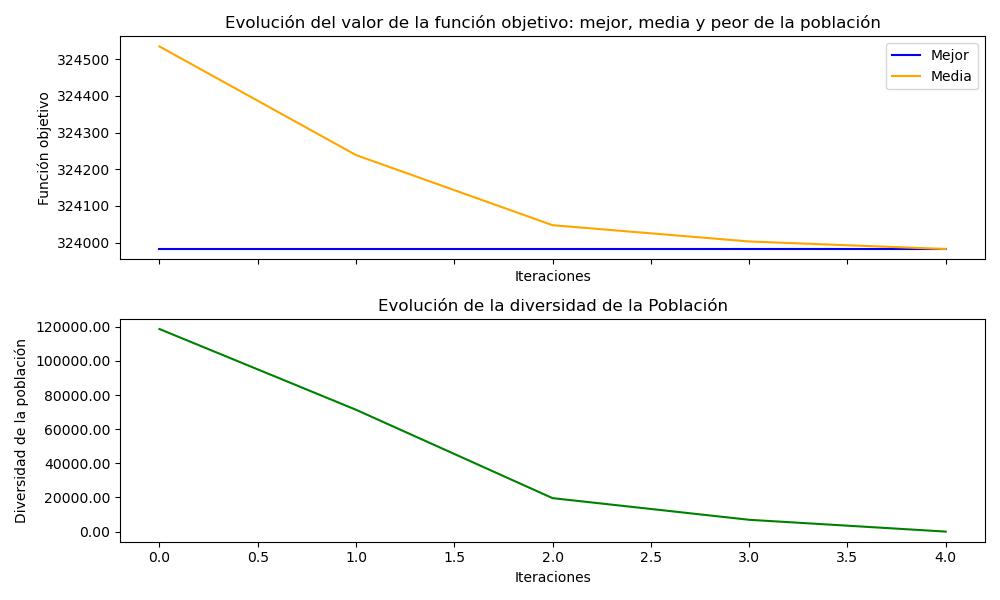 Evolución del valor de la función objetivo: mejor, media y peor de la población
Función objetivo
324500
324400
324300
324200
324100
324000
Mejor
Media
Iteraciones
Evolución de la diversidad de la Población
Diversidad de la población
120000.00
100000.00
80000.00
60000.00
40000.00
20000.00
0.00
0.0 0.5 1.0 1.5 2.0 2.5 3.0 3.5 4.0
Iteraciones